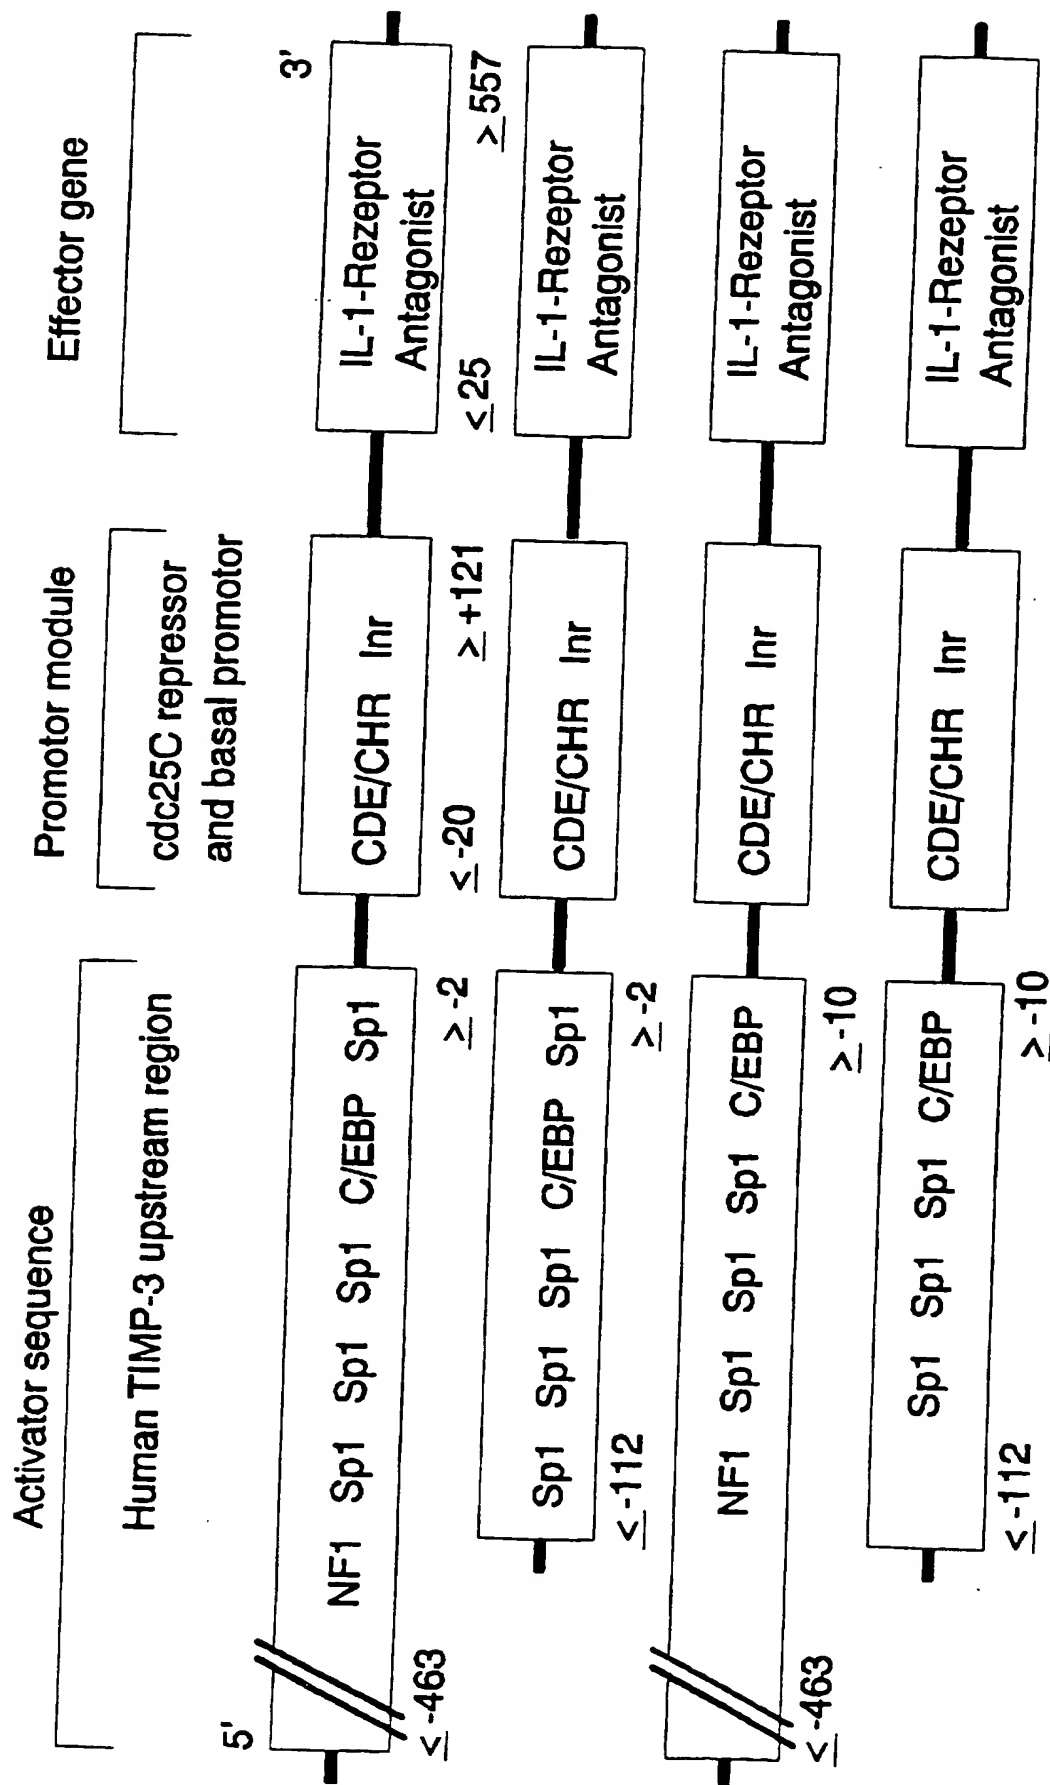 Activator sequence
Promotor module
Effector gene
Human TIMP-3 upstream region
cdc25C repressor
and basal promotor
5'
3'
NF1 Sp1 Sp1 Sp1 C/EBP Sp1
CDE/CHR Inr
IL-1-Rezeptor
Antagonist
≤ -463
≥ -2
≤ -20
≥ +121
≤ 25
≥ 557
Sp1 Sp1 Sp1 C/EBP Sp1
CDE/CHR Inr
IL-1-Rezeptor
Antagonist
≤ -112
≥ -2
NF1 Sp1 Sp1 Sp1 C/EBP
CDE/CHR Inr
IL-1-Rezeptor
Antagonist
≤ -463
≥ -10
Sp1 Sp1 Sp1 C/EBP
CDE/CHR Inr
IL-1-Rezeptor
Antagonist
≤ -112
≥ -10